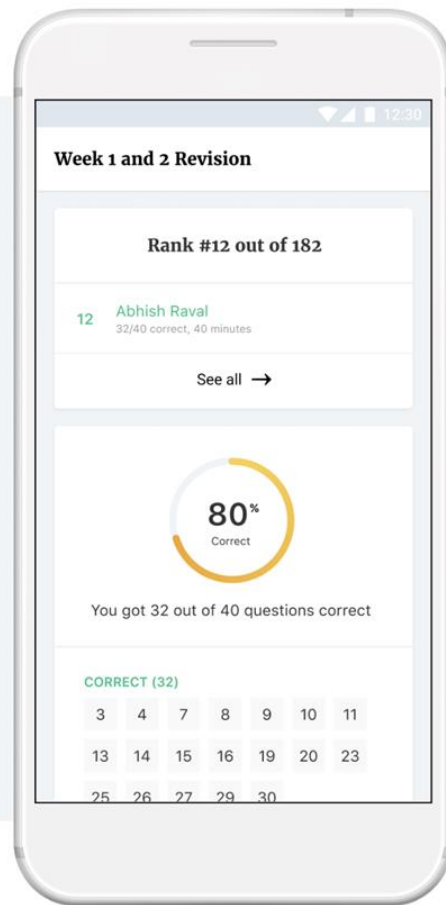 12:30
Week 1 and 2 Revision
Rank #12 out of 182
12 Abhish Raval
32/40 correct, 40 minutes
See all →
80%
Correct
You got 32 out of 40 questions correct
CORRECT (32)
3 4 7 8 9 10 11
13 14 15 16 19 20 23
25 26 27 29 30